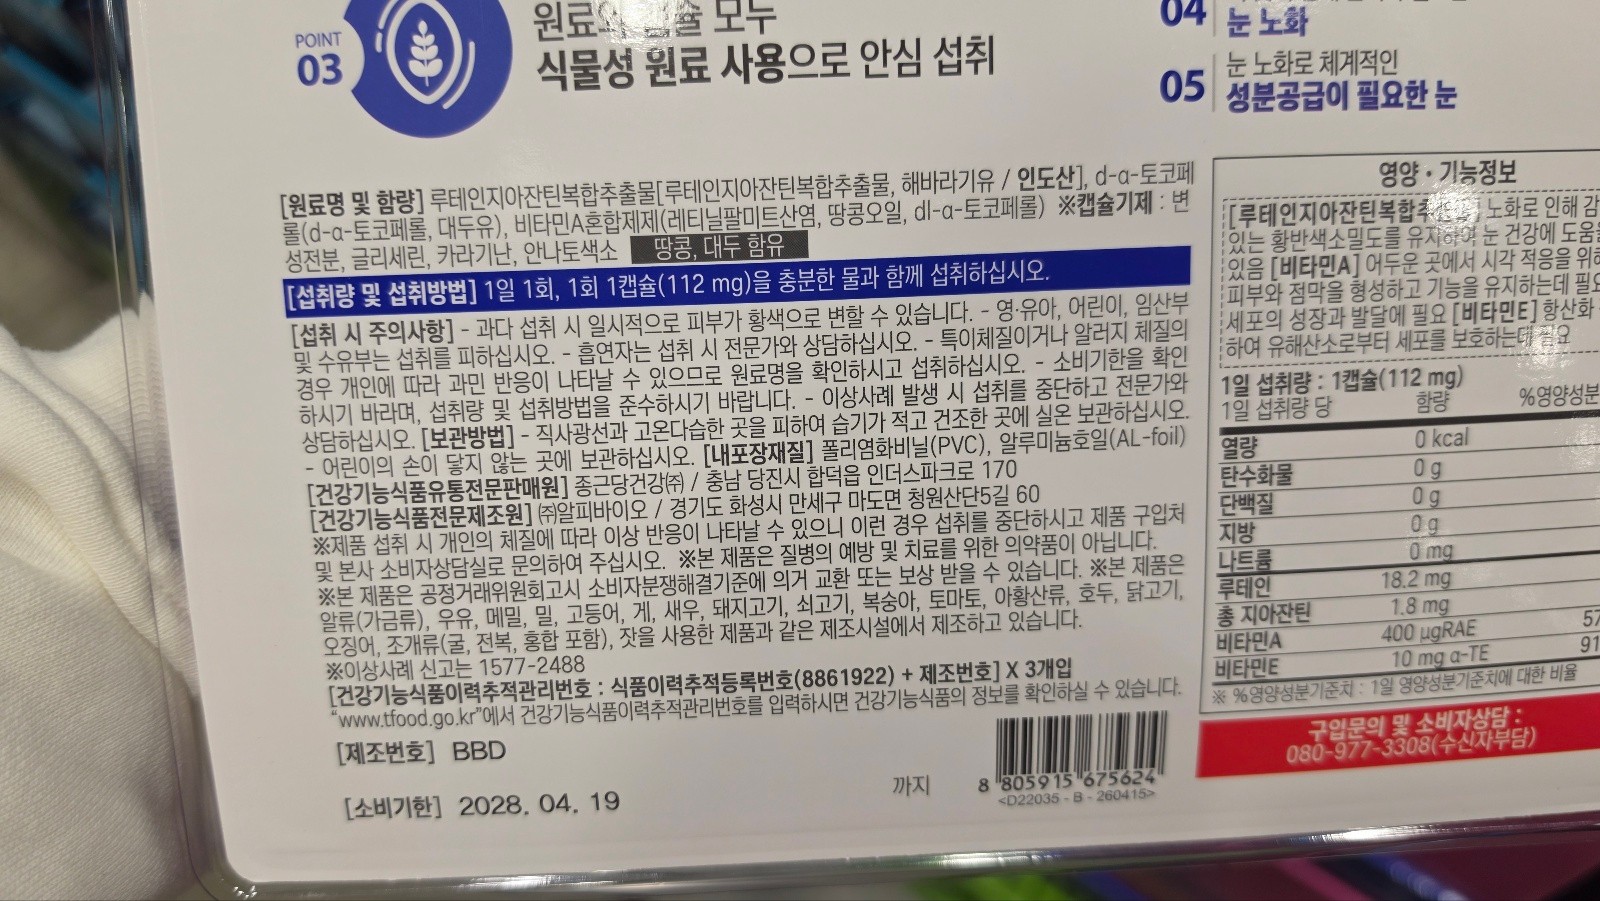 POINT
03
원료와 캡슐 모두
식물성 원료 사용으로 안심 섭취
04
눈 노화
05
눈 노화로 체계적인
성분공급이 필요한 눈
[원료명 및 함량] 루테인지아잔틴복합추출물[루테인지아잔틴복합추출물, 해바라기유 / 인도산], d-α-토코페
롤(d-α-토코페롤, 대두유), 비타민A혼합제제(레티닐팔미트산염, 땅콩오일, dl-α-토코페롤) ※캡슐기제 : 변
성전분, 글리세린, 카라기난, 안나토색소 땅콩, 대두 함유
[섭취량 및 섭취방법] 1일 1회, 1회 1캡슐(112 mg)을 충분한 물과 함께 섭취하십시오.
[섭취 시 주의사항] - 과다 섭취 시 일시적으로 피부가 황색으로 변할 수 있습니다. - 영·유아, 어린이, 임산부
및 수유부는 섭취를 피하십시오. - 흡연자는 섭취 시 전문가와 상담하십시오. - 특이체질이거나 알러지 체질의
경우 개인에 따라 과민 반응이 나타날 수 있으므로 원료명을 확인하시고 섭취하십시오. - 소비기한을 확인
하시기 바라며, 섭취량 및 섭취방법을 준수하시기 바랍니다. - 이상사례 발생 시 섭취를 중단하고 전문가와
상담하십시오. [보관방법] - 직사광선과 고온다습한 곳을 피하여 습기가 적고 건조한 곳에 실온 보관하십시오.
- 어린이의 손이 닿지 않는 곳에 보관하십시오. [내포장재질] 폴리염화비닐(PVC), 알루미늄호일(AL-foil)
[건강기능식품유통전문판매원] 종근당건강㈜ / 충남 당진시 합덕읍 인더스파크로 170
[건강기능식품전문제조원] ㈜알피바이오 / 경기도 화성시 만세구 마도면 청원산단5길 60
※제품 섭취 시 개인의 체질에 따라 이상 반응이 나타날 수 있으니 이런 경우 섭취를 중단하시고 제품 구입처
및 본사 소비자상담실로 문의하여 주십시오. ※본 제품은 질병의 예방 및 치료를 위한 의약품이 아닙니다.
※본 제품은 공정거래위원회고시 소비자분쟁해결기준에 의거 교환 또는 보상 받을 수 있습니다. ※본 제품은
알류(가금류), 우유, 메밀, 밀, 고등어, 게, 새우, 돼지고기, 쇠고기, 복숭아, 토마토, 아황산류, 호두, 닭고기,
오징어, 조개류(굴, 전복, 홍합 포함), 잣을 사용한 제품과 같은 제조시설에서 제조하고 있습니다.
※이상사례 신고는 1577-2488
[건강기능식품이력추적관리번호 : 식품이력추적등록번호(8861922) + 제조번호] X 3개입
"www.tfood.go.kr"에서 건강기능식품이력추적관리번호를 입력하시면 건강기능식품의 정보를 확인하실 수 있습니다.
[제조번호] BBD
[소비기한] 2028. 04. 19
까지
8 805915 675624
<D22035 - B - 260415>
영양·기능정보
[루테인지아잔틴복합추 노화로 인해 감
있는 황반색소밀도를 유지하여 눈 건강에 도움을
있음 [비타민A] 어두운 곳에서 시각 적응을 위해
피부와 점막을 형성하고 기능을 유지하는데 필요
세포의 성장과 발달에 필요 [비타민E] 항산화
하여 유해산소로부터 세포를 보호하는데 필요
1일 섭취량 : 1캡슐(112 mg)
1일 섭취량 당 함량 %영양성분
열량 0 kcal
탄수화물 0 g
단백질 0 g
지방 0 g
나트륨 0 mg
루테인 18.2 mg
총 지아잔틴 1.8 mg
비타민A 400 μgRAE 57
비타민E 10 mg α-TE 91
※ %영양성분기준치 : 1일 영양성분기준치에 대한 비율
구입문의 및 소비자상담 :
080-977-3308(수신자부담)